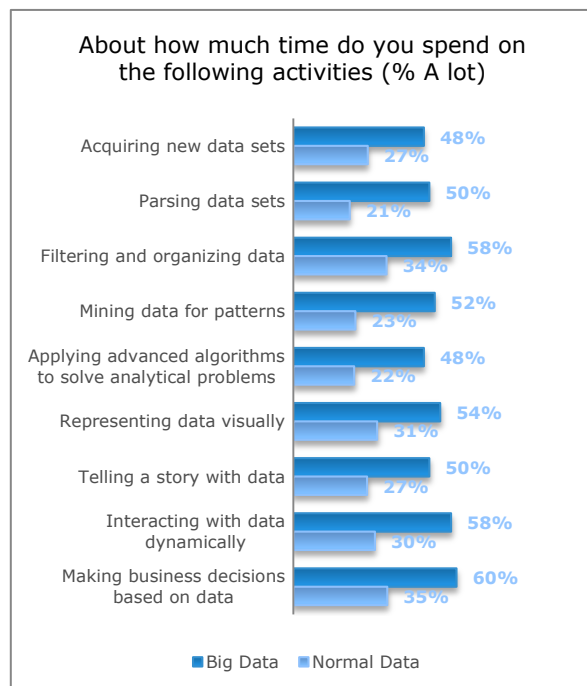 About how much time do you spend on
the following activities (% A lot)
Acquiring new data sets
48%
27%
Parsing data sets
50%
21%
Filtering and organizing data
58%
34%
Mining data for patterns
52%
23%
Applying advanced algorithms
to solve analytical problems
48%
22%
Representing data visually
54%
31%
Telling a story with data
50%
27%
Interacting with data
dynamically
58%
30%
Making business decisions
based on data
60%
35%
Big Data
Normal Data